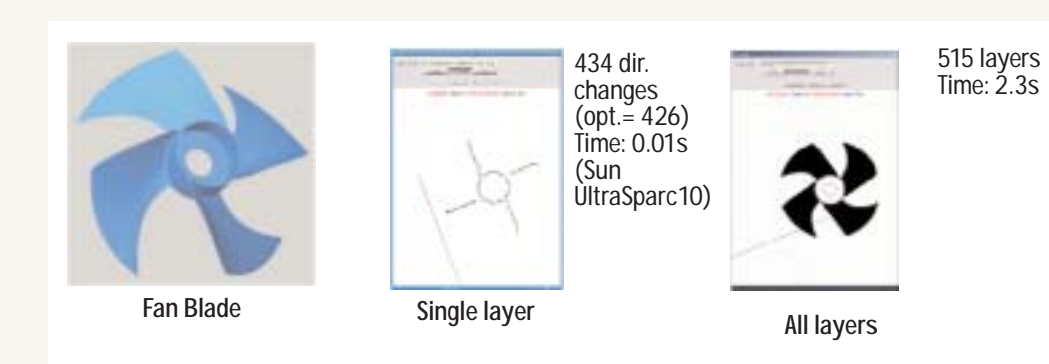 434 dir.
changes
(opt.= 426)
Time: 0.01s
(Sun
UltraSparc10)
515 layers
Time: 2.3s
Fan Blade
Single layer
All layers